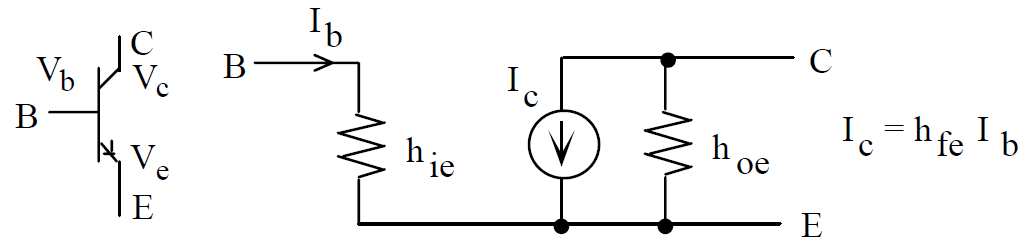 C
V_b
V_c
B
V_e
E
I_b
B
h_ie
I_c
h_oe
C
E
I_c = h_fe I_b